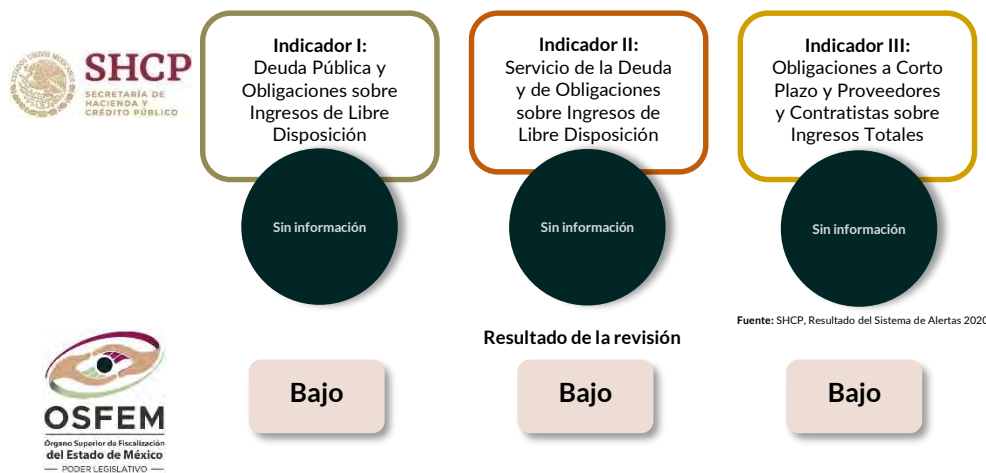 SHCP
SECRETARÍA DE
HACIENDA Y
CRÉDITO PÚBLICO
Indicador I:
Deuda Pública y
Obligaciones sobre
Ingresos de Libre
Disposición
Sin información
Indicador II:
Servicio de la Deuda
y de Obligaciones
sobre Ingresos de
Libre Disposición
Sin información
Indicador III:
Obligaciones a Corto
Plazo y Proveedores
y Contratistas sobre
Ingresos Totales
Sin información
Fuente: SHCP, Resultado del Sistema de Alertas 2020
Resultado de la revisión
OSFEM
Órgano Superior de Fiscalización
del Estado de México
PODER LEGISLATIVO
Bajo
Bajo
Bajo